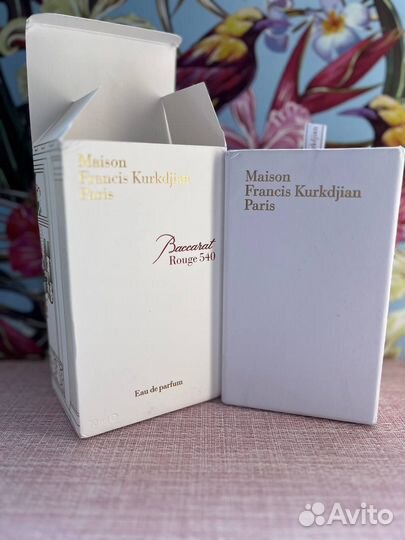 Maison
Francis Kurkdjian
Paris
Baccarat
Rouge 540
Eau de parfum
Maison
Francis Kurkdjian
Paris
Avito